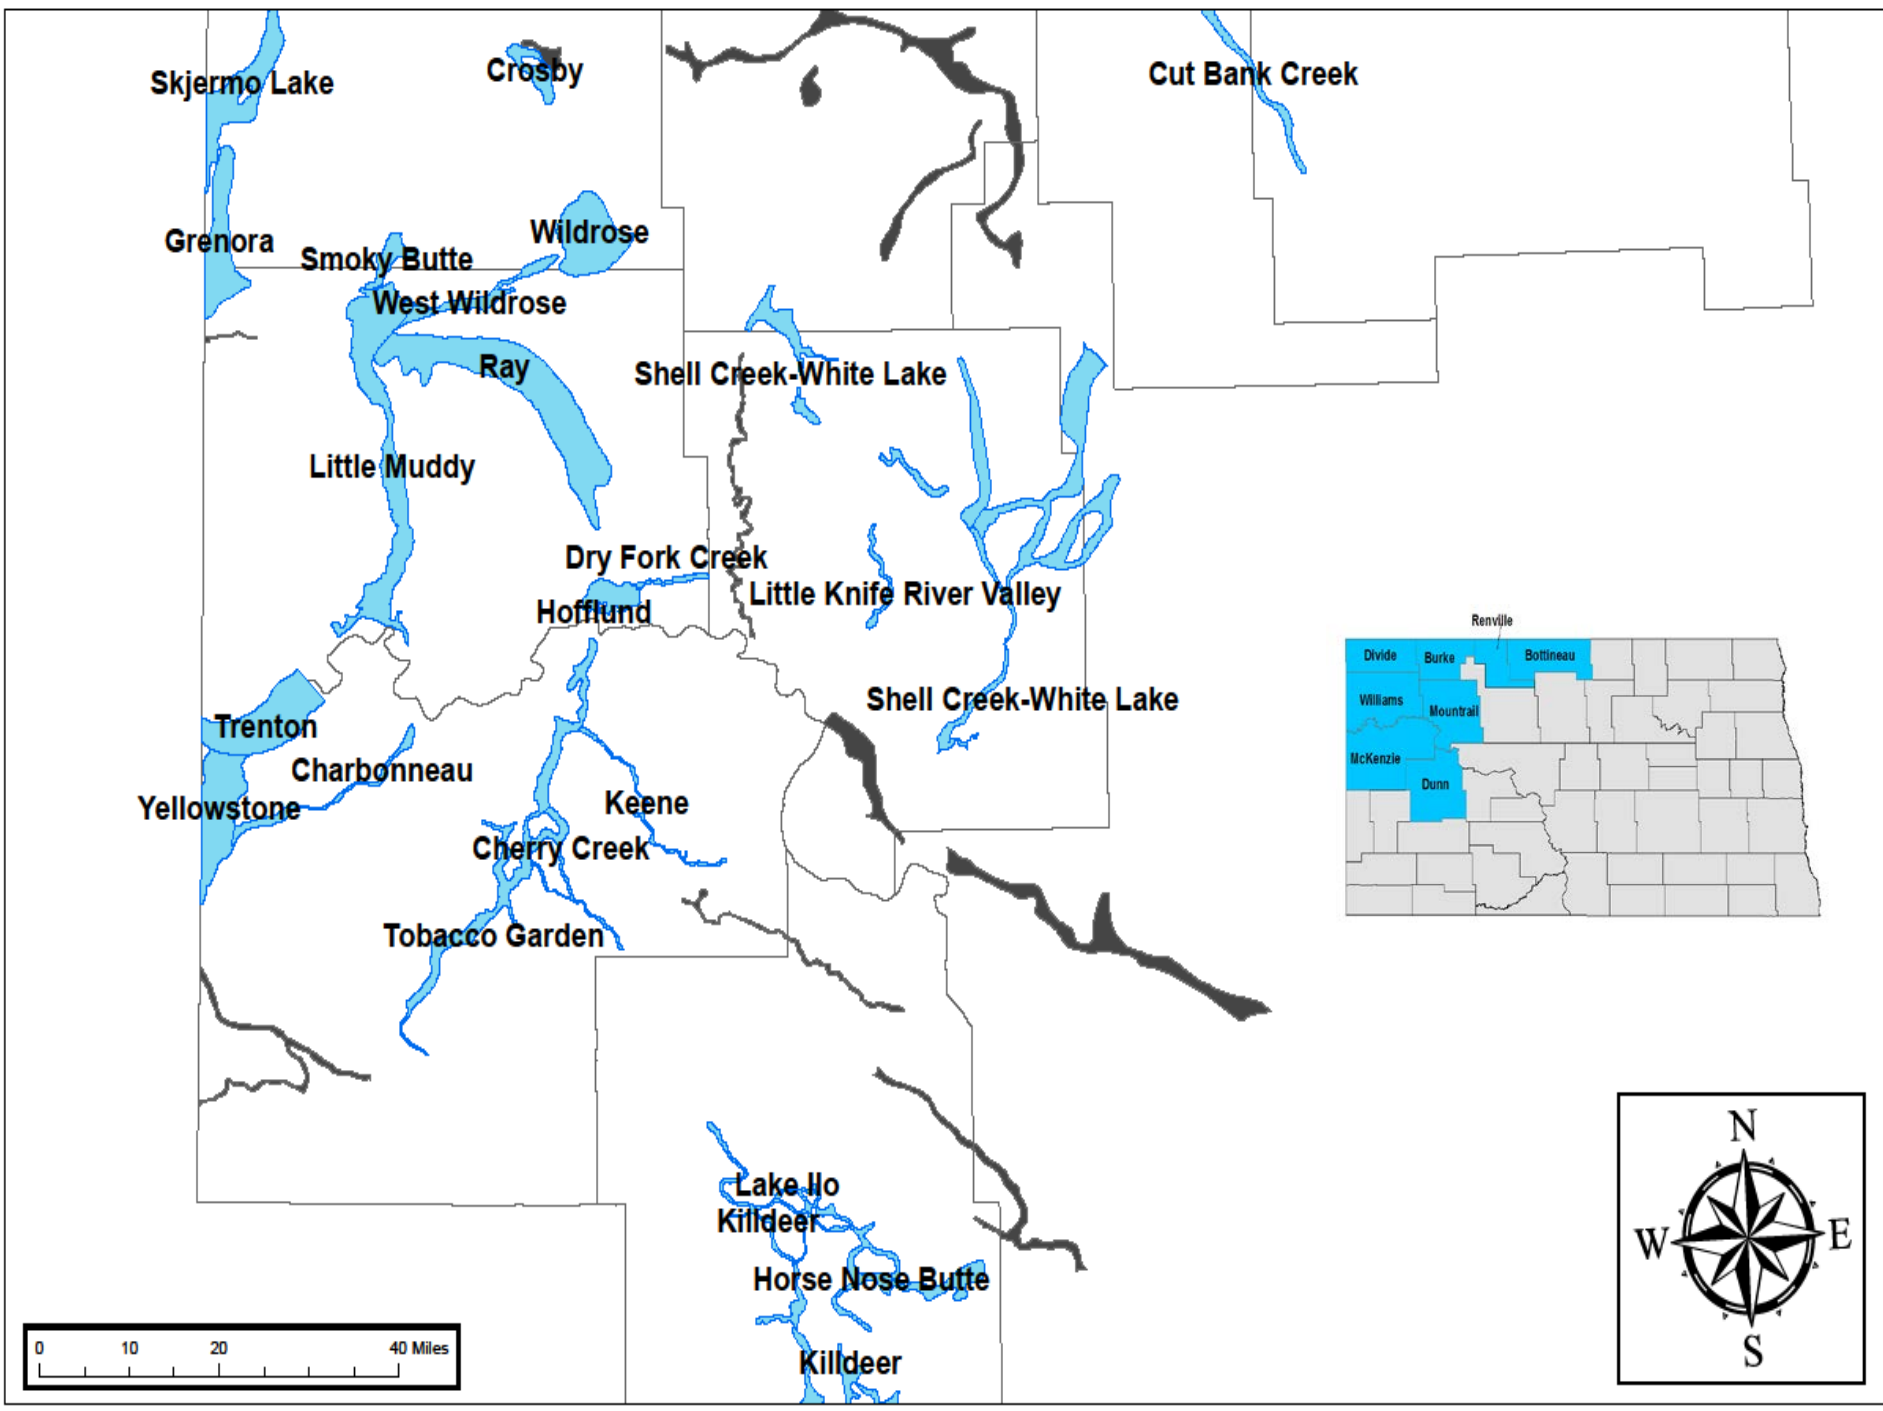 Skjermo Lake
Crosby
Cut Bank Creek
Grenora
Smoky Butte
Wildrose
West Wildrose
Ray
Shell Creek-White Lake
Little Muddy
Dry Fork Creek
Hofflund
Little Knife River Valley
Shell Creek-White Lake
Trenton
Charbonneau
Yellowstone
Keene
Cherry Creek
Tobacco Garden
Lake Ilo
Killdeer
Horse Nose Butte
Killdeer
Renville
Divide
Burke
Bottineau
Williams
Mountrail
McKenzie
Dunn
0 10 20 40 Miles
N
W E
S